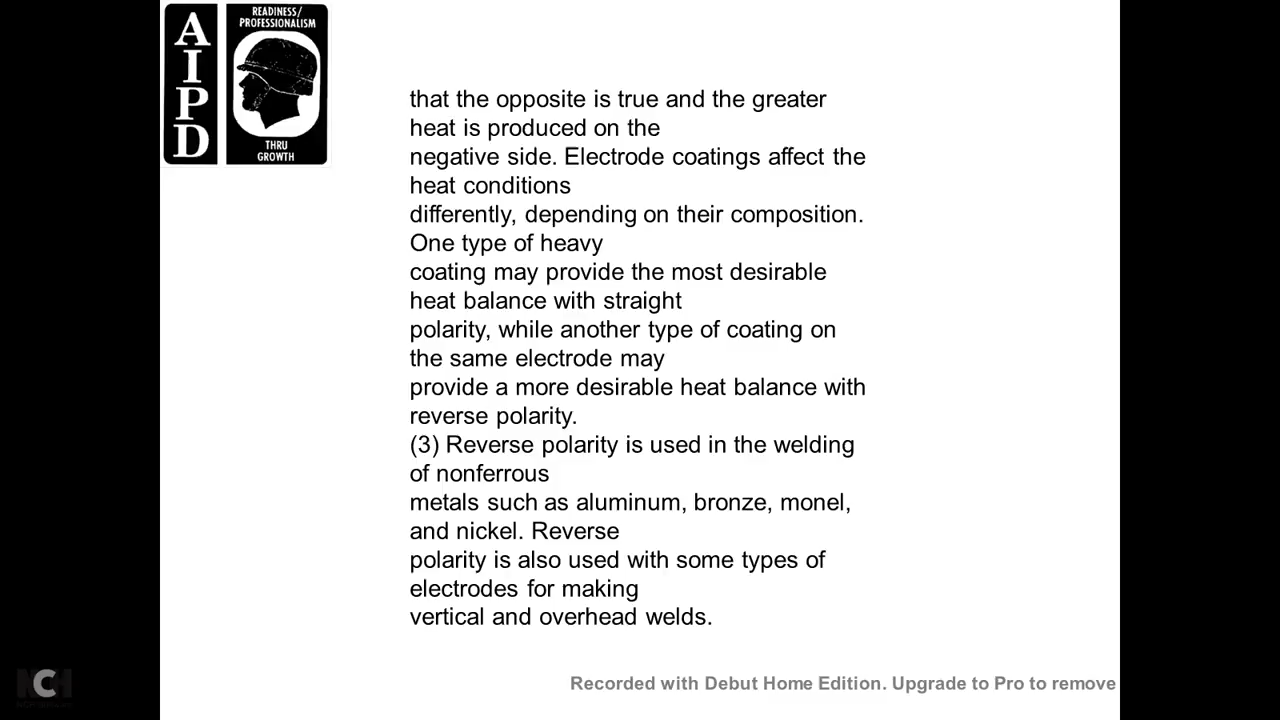 AIPD
READINESS/
PROFESSIONALISM
THRU
GROWTH
that the opposite is true and the greater
heat is produced on the
negative side. Electrode coatings affect the
heat conditions
differently, depending on their composition.
One type of heavy
coating may provide the most desirable
heat balance with straight
polarity, while another type of coating on
the same electrode may
provide a more desirable heat balance with
reverse polarity.
(3) Reverse polarity is used in the welding
of nonferrous
metals such as aluminum, bronze, monel,
and nickel. Reverse
polarity is also used with some types of
electrodes for making
vertical and overhead welds.
NCH
Recorded with Debut Home Edition. Upgrade to Pro to remove